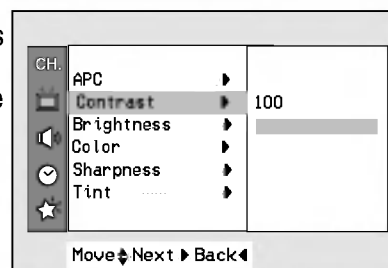 s
e
CH.
APC
Contrast 100
Brightness
Color
Sharpness
Tint
Move Next Back